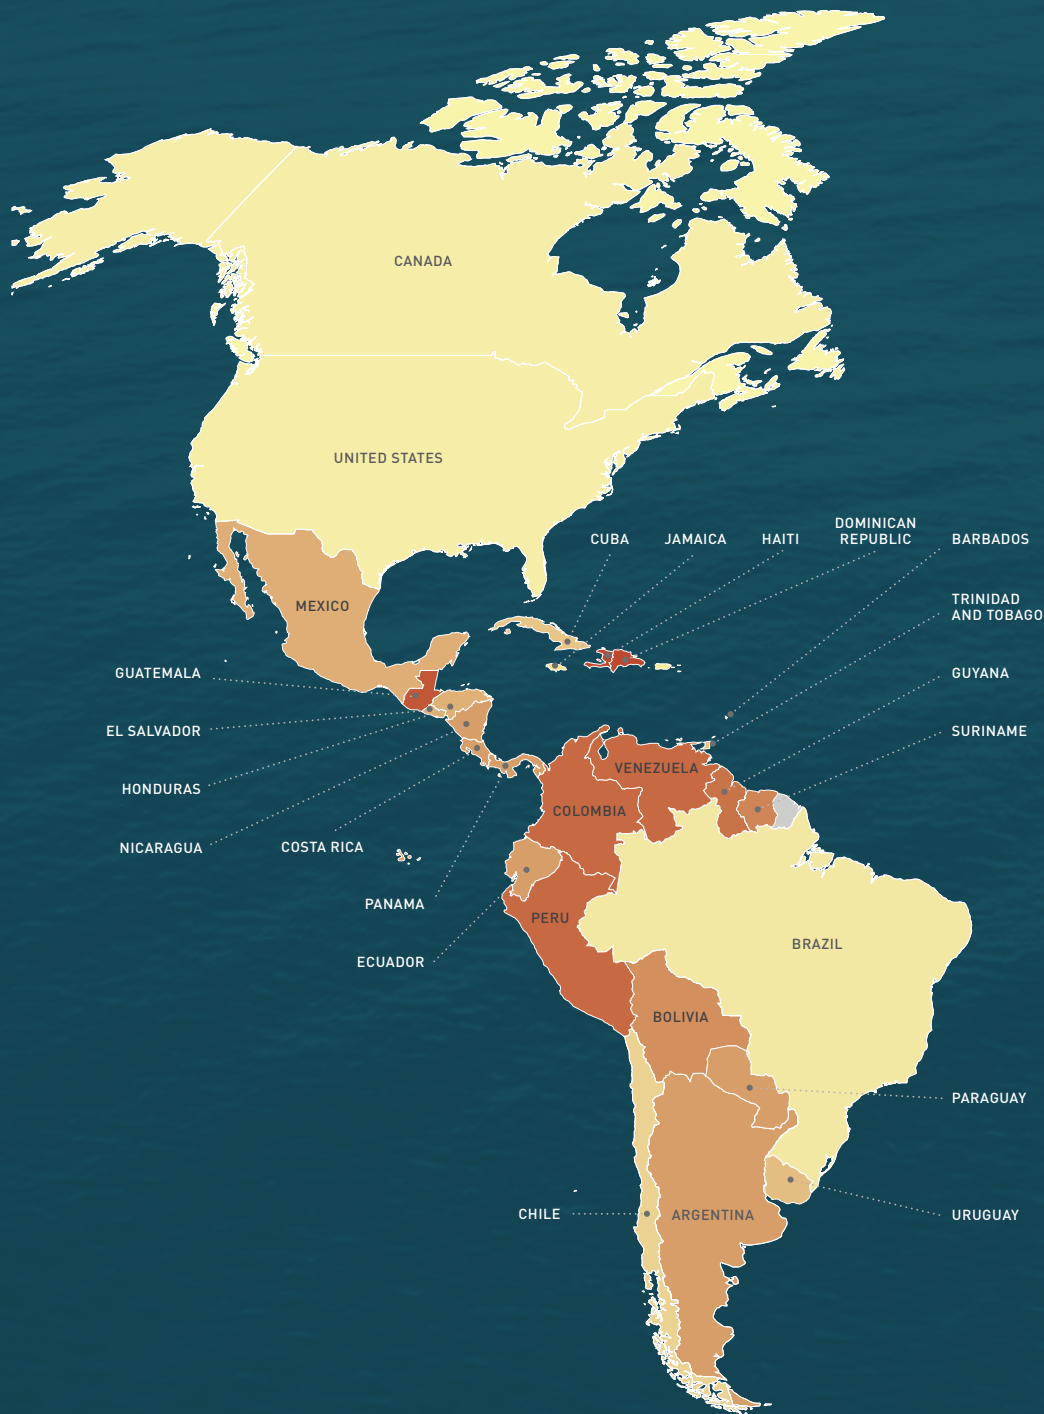 CANADA
UNITED STATES
CUBA
JAMAICA
HAITI
DOMINICAN
REPUBLIC
BARBADOS
MEXICO
TRINIDAD
AND TOBAGO
GUATEMALA
GUYANA
EL SALVADOR
SURINAME
VENEZUELA
HONDURAS
COLOMBIA
NICARAGUA
COSTA RICA
PANAMA
PERU
BRAZIL
ECUADOR
BOLIVIA
PARAGUAY
CHILE
ARGENTINA
URUGUAY